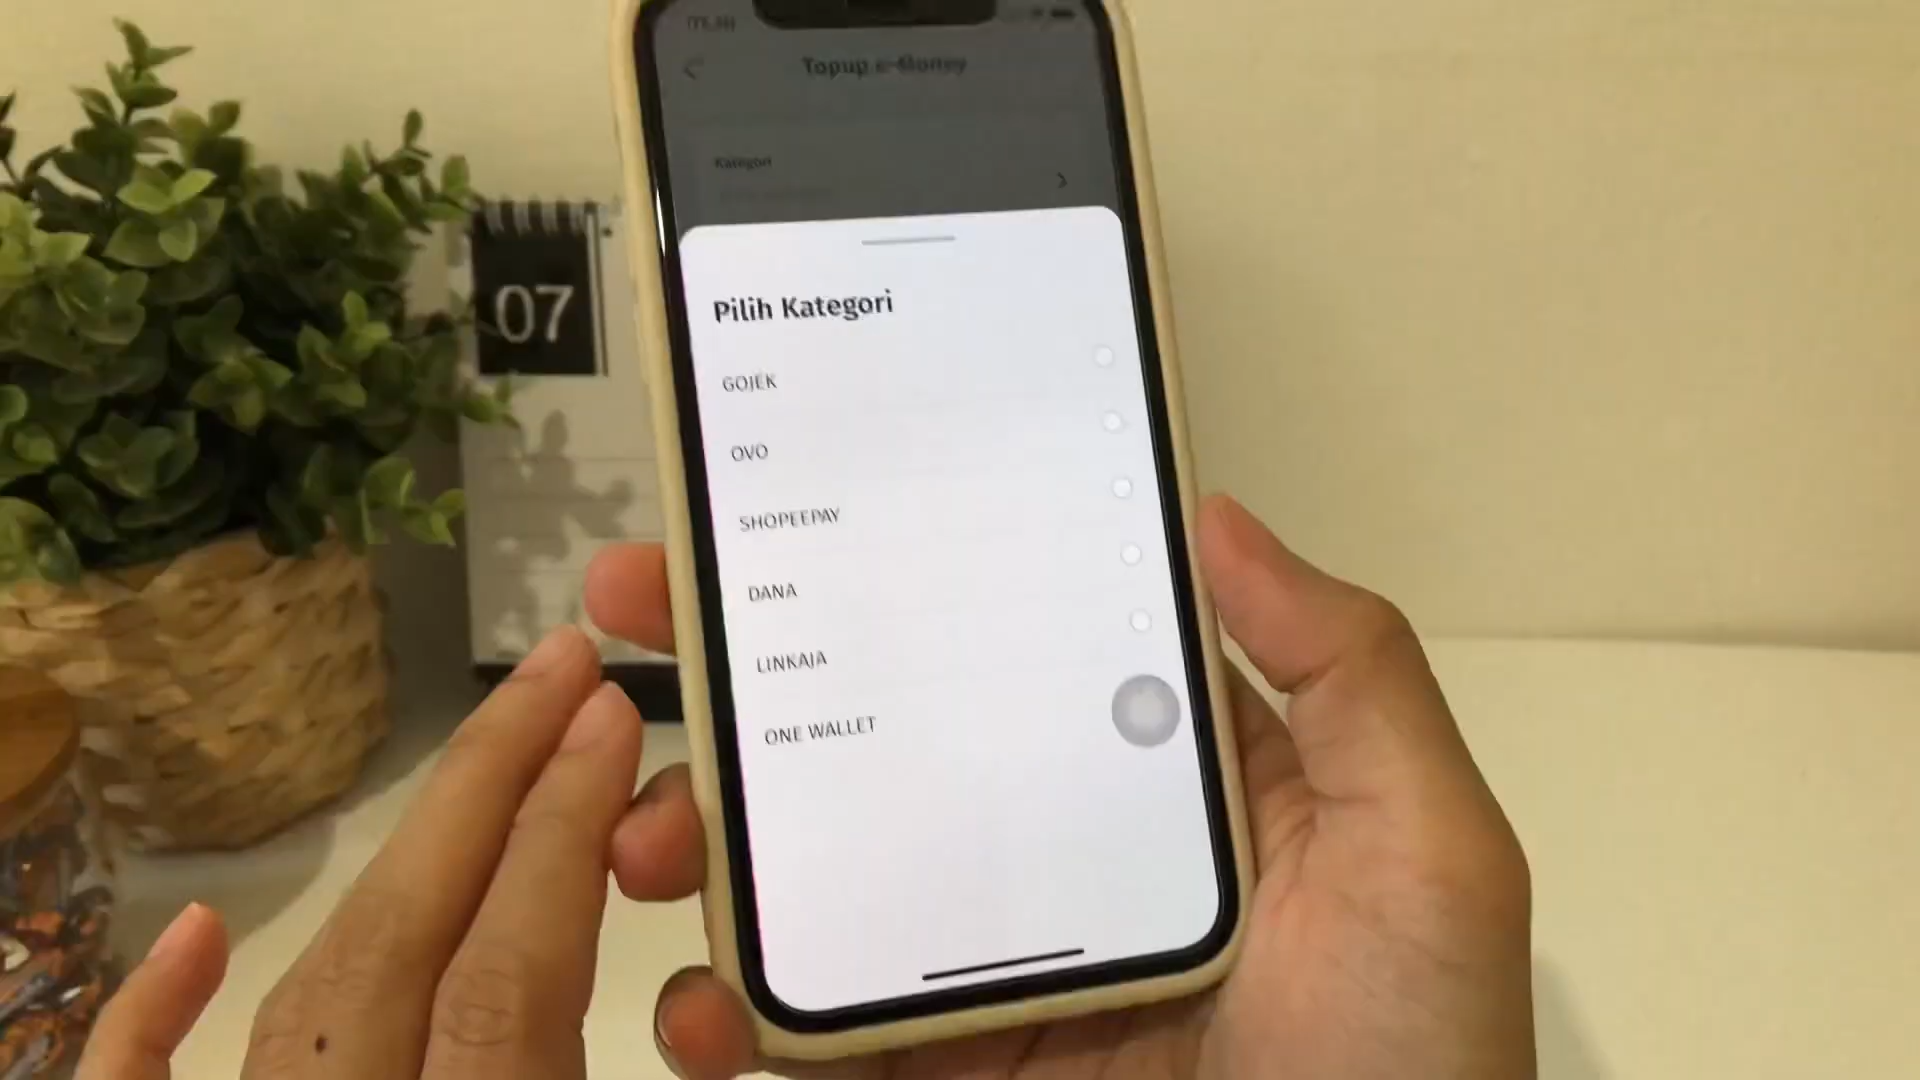 Topup e-Money
Kategori
07
Pilih Kategori
GOJEK
OVO
SHOPEEPAY
DANA
LINKAJA
ONE WALLET